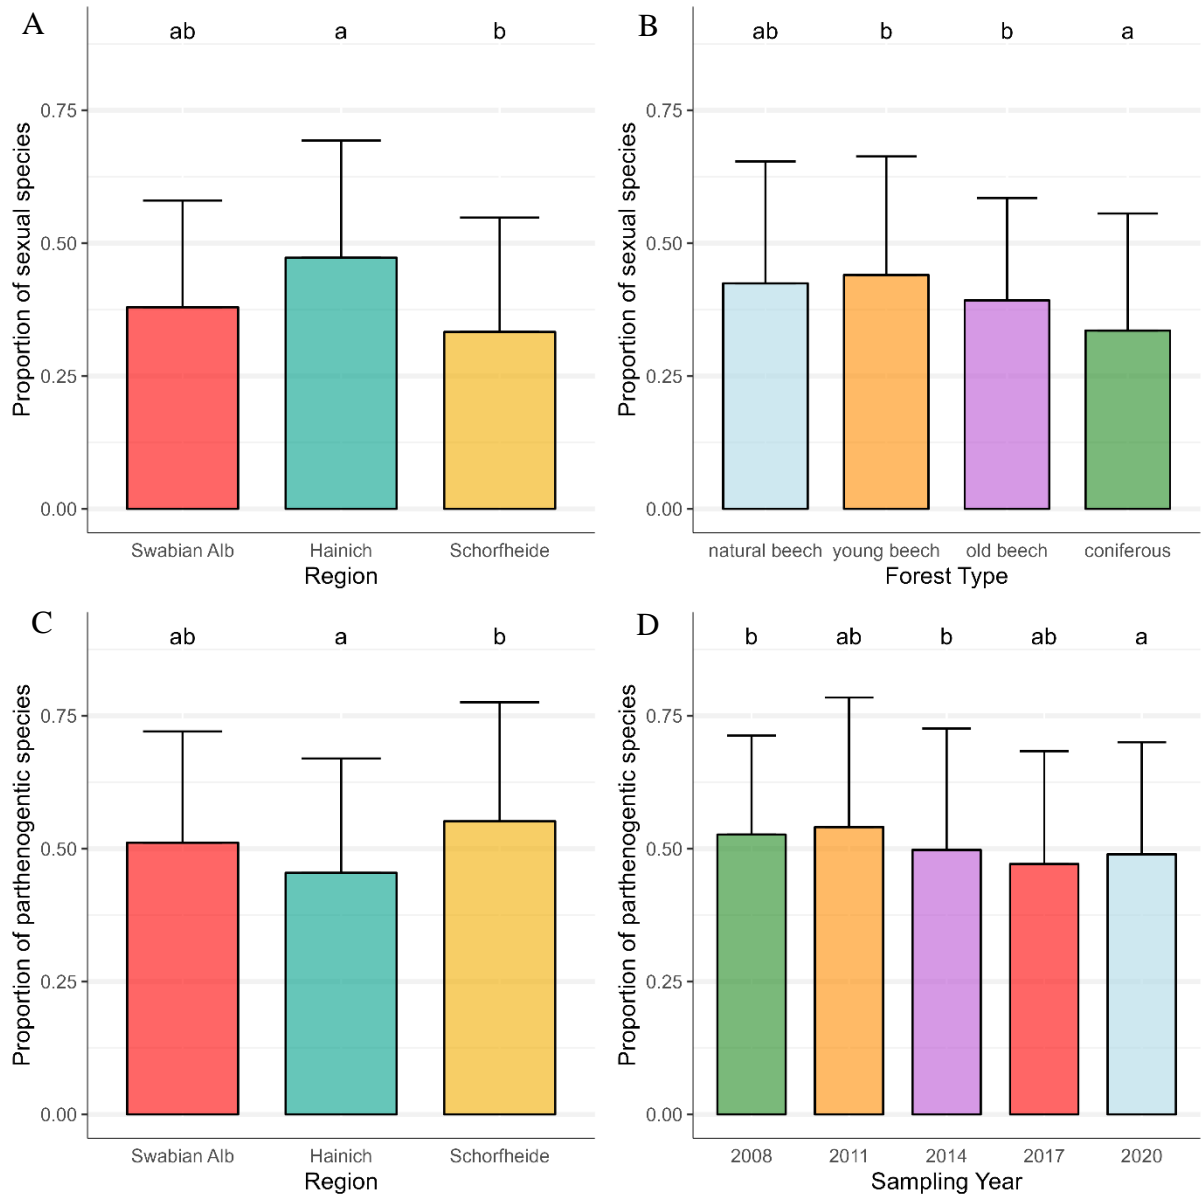 A
ab a b
Proportion of sexual species
0.75
0.50
0.25
0.00
Swabian Alb Hainich Schorfheide
Region
B
ab b b a
Proportion of sexual species
0.75
0.50
0.25
0.00
natural beech young beech old beech coniferous
Forest Type
C
ab a b
Proportion of parthenogentic species
0.75
0.50
0.25
0.00
Swabian Alb Hainich Schorfheide
Region
D
b ab b ab a
Proportion of parthenogentic species
0.75
0.50
0.25
0.00
2008 2011 2014 2017 2020
Sampling Year